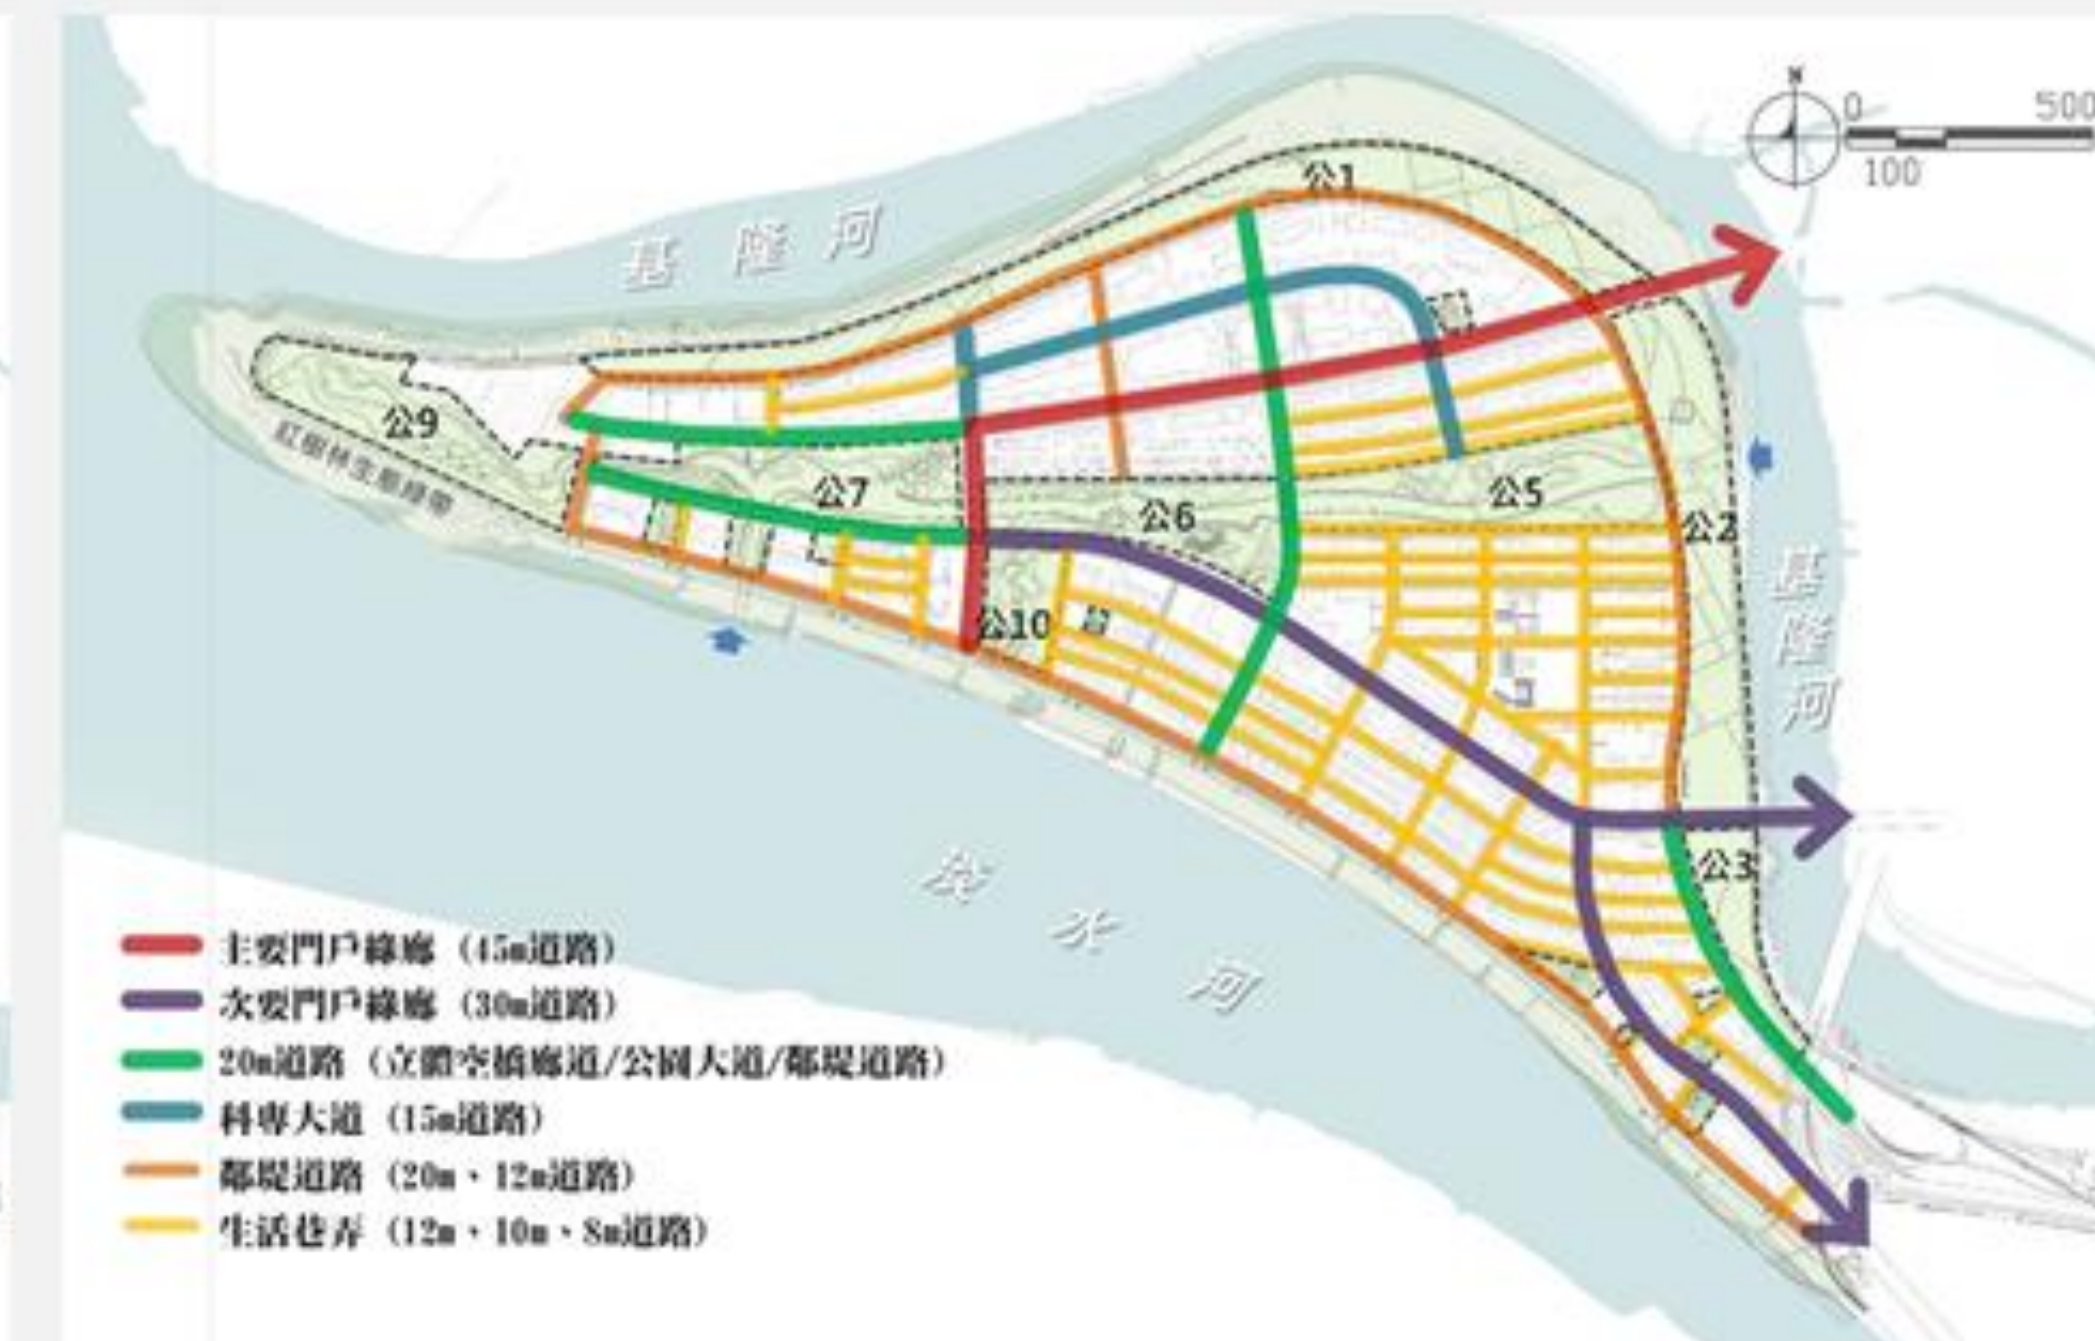 N
0 500
100
公1
基隆河
公9
紅樹林生態綠帶
公7
公6
公5
公2
基隆河
公10
公3
淡水河
主要門戶綠廊（45m道路）
次要門戶綠廊（30m道路）
20m道路（立體空橋廊道/公園大道/鄰堤道路）
科專大道（15m道路）
鄰堤道路（20m、12m道路）
生活巷弄（12m、10m、8m道路）